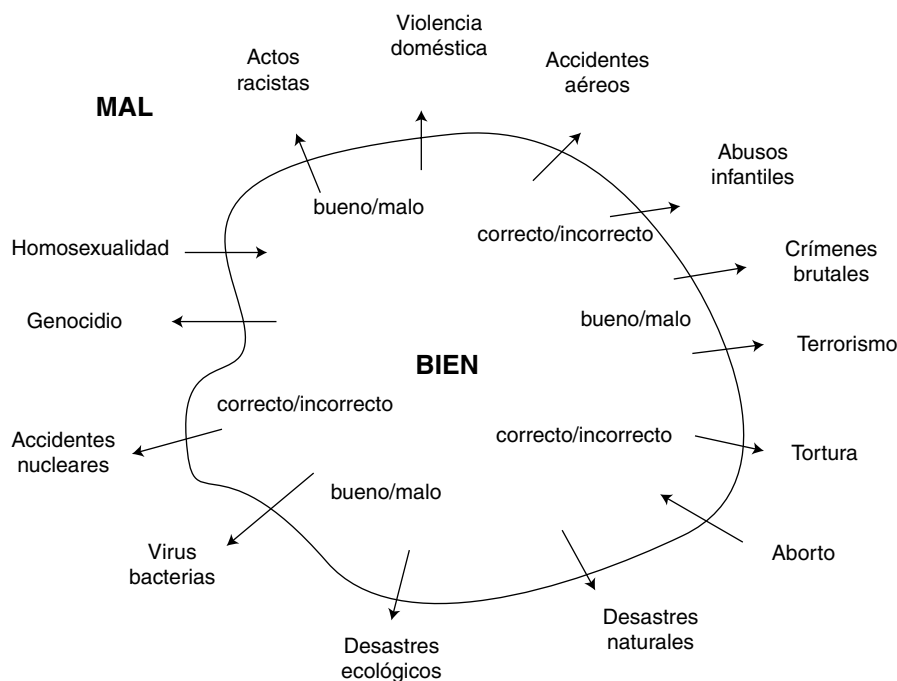 Violencia
doméstica
Actos
racistas
Accidentes
aéreos
MAL
Abusos
infantiles
bueno/malo
correcto/incorrecto
Homosexualidad
Crímenes
brutales
Genocidio
bueno/malo
Terrorismo
BIEN
correcto/incorrecto
Accidentes
nucleares
correcto/incorrecto
Tortura
bueno/malo
Virus
bacterias
Aborto
Desastres
ecológicos
Desastres
naturales